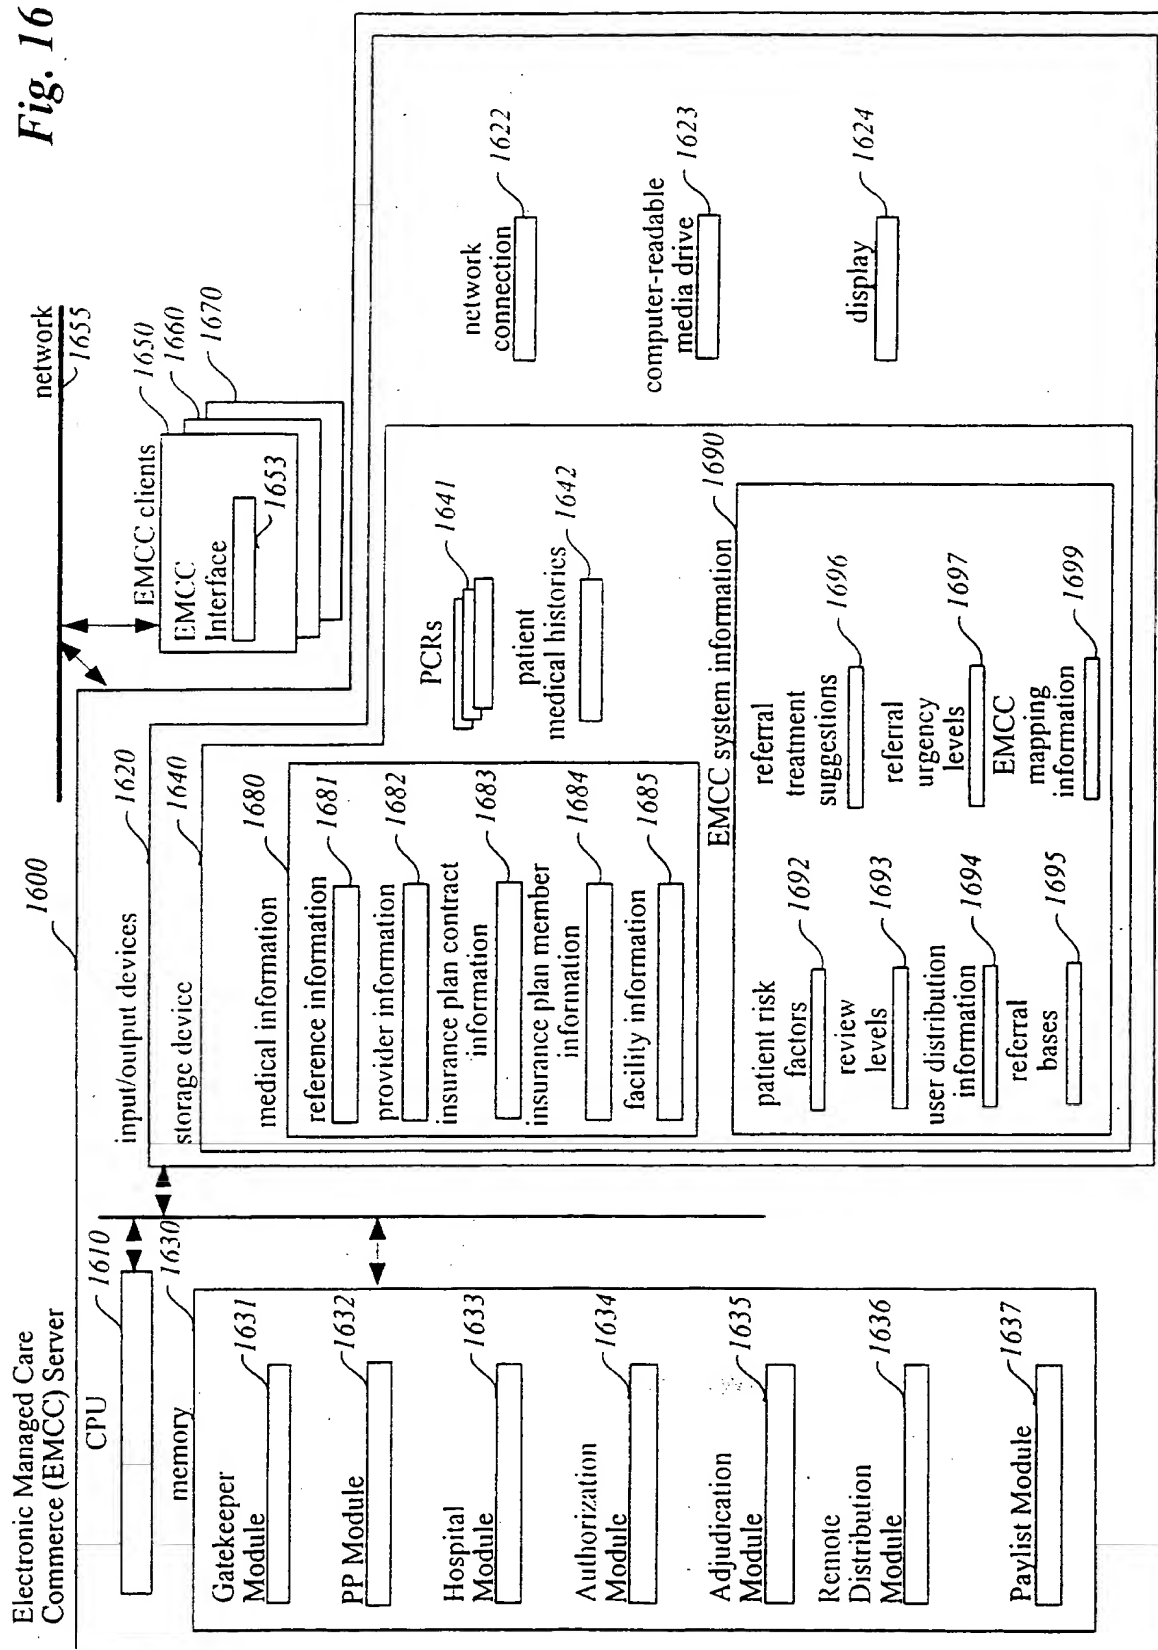 Fig. 16
Electronic Managed Care
Commerce (EMCC) Server
1600
CPU
1610
memory
1630
Gatekeeper
Module
1631
PP Module
1632
Hospital
Module
1633
Authorization
Module
1634
Adjudication
Module
1635
Remote
Distribution
Module
1636
Paylist Module
1637
input/output devices
1620
storage device
1640
medical information
1680
reference information
1681
provider information
1682
insurance plan contract
information
1683
insurance plan member
information
1684
facility information
1685
PCRs
1641
patient
medical histories
1642
EMCC system information
1690
patient risk
factors
1692
review
levels
1693
user distribution
information
1694
referral
bases
1695
referral
treatment
suggestions
1696
referral
urgency
levels
1697
EMCC
mapping
information
1699
network
connection
1622
computer-readable
media drive
1623
display
1624
network
1655
EMCC clients
1650
1660
1670
EMCC
Interface
1653